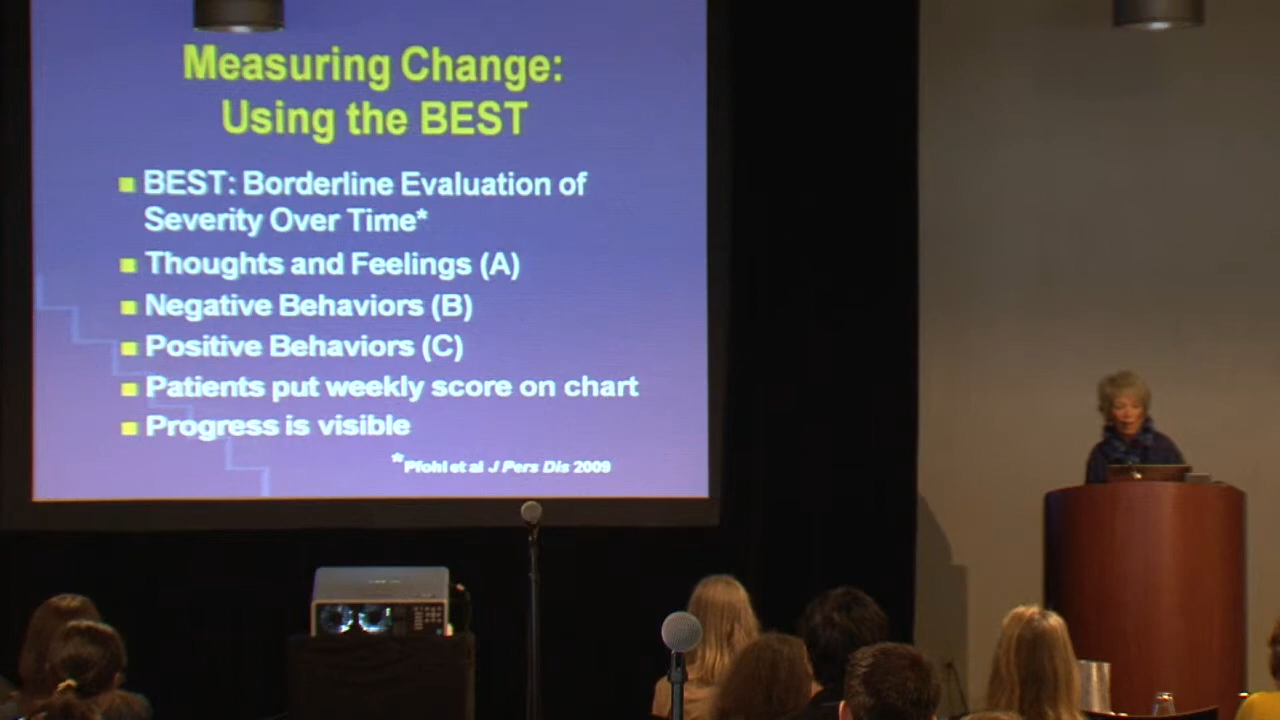 Measuring Change:
Using the BEST
BEST: Borderline Evaluation of
Severity Over Time*
Thoughts and Feelings (A)
Negative Behaviors (B)
Positive Behaviors (C)
Patients put weekly score on chart
Progress is visible
*Pfohl et al J Pers Dis 2009